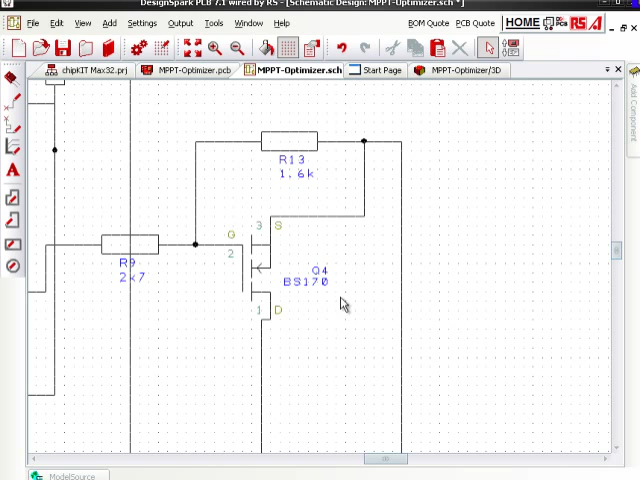 DesignSpark PCB 7.1 wired by RS - [Schematic Design: MPPT-Optimizer.sch *]
File Edit View Add Settings Output Tools Window Help BOM Quote PCB Quote HOME RS AI
chipKIT Max32.prj MPPT-Optimizer.pcb MPPT-Optimizer.sch Start Page MPPT-Optimizer/3D
Add Component
A
R13
1.6k
3 S
G
2
R9
2k7
Q4
BS170
1 D
ModelSource